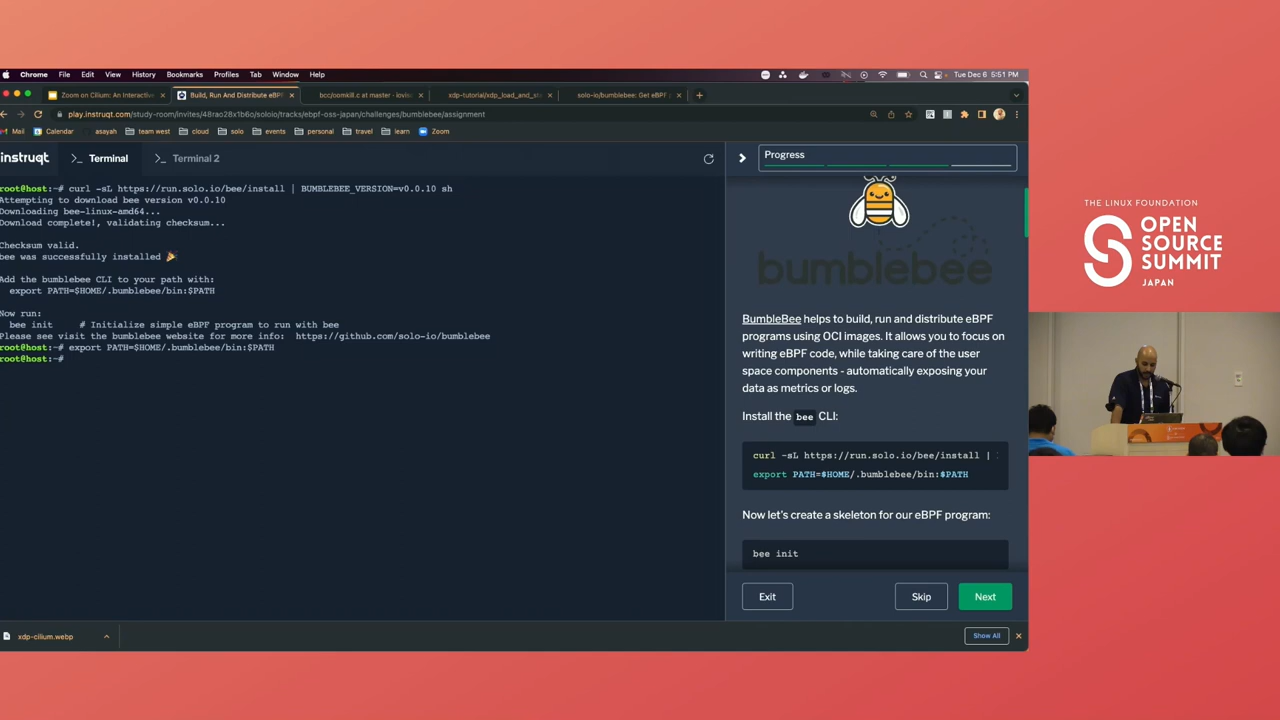 Chrome File Edit View History Bookmarks Profiles Tab Window Help
Tue Dec 6 5:51 PM
Zoom on Cilium: An Interactive
Build, Run And Distribute eBPF
bcc/oomkill.c at master · iovis
xdp-tutorial/xdp_load_and_sta
solo-io/bumblebee: Get eBPF
play.instruqt.com/study-room/invites/48rao28x1b6o/soloio/tracks/ebpf-oss-japan/challenges/bumblebee/assignment
Mail Calendar asayah team west cloud solo events personal travel learn Zoom
instruqt
>_ Terminal
>_ Terminal 2
Progress
root@host:~# curl -sL https://run.solo.io/bee/install | BUMBLEBEE_VERSION=v0.0.10 sh
Attempting to download bee version v0.0.10
Downloading bee-linux-amd64...
Download complete!, validating checksum...
Checksum valid.
bee was successfully installed 🎉
Add the bumblebee CLI to your path with:
export PATH=$HOME/.bumblebee/bin:$PATH
Now run:
bee init # Initialize simple eBPF program to run with bee
Please see visit the bumblebee website for more info: https://github.com/solo-io/bumblebee
root@host:~# export PATH=$HOME/.bumblebee/bin:$PATH
root@host:~#
bumblebee
BumbleBee helps to build, run and distribute eBPF
programs using OCI images. It allows you to focus on
writing eBPF code, while taking care of the user
space components - automatically exposing your
data as metrics or logs.
Install the bee CLI:
curl -sL https://run.solo.io/bee/install |
export PATH=$HOME/.bumblebee/bin:$PATH
Now let's create a skeleton for our eBPF program:
bee init
Exit
Skip
Next
xdp-cilium.webp
Show All
THE LINUX FOUNDATION
OPEN
SOURCE
SUMMIT
JAPAN